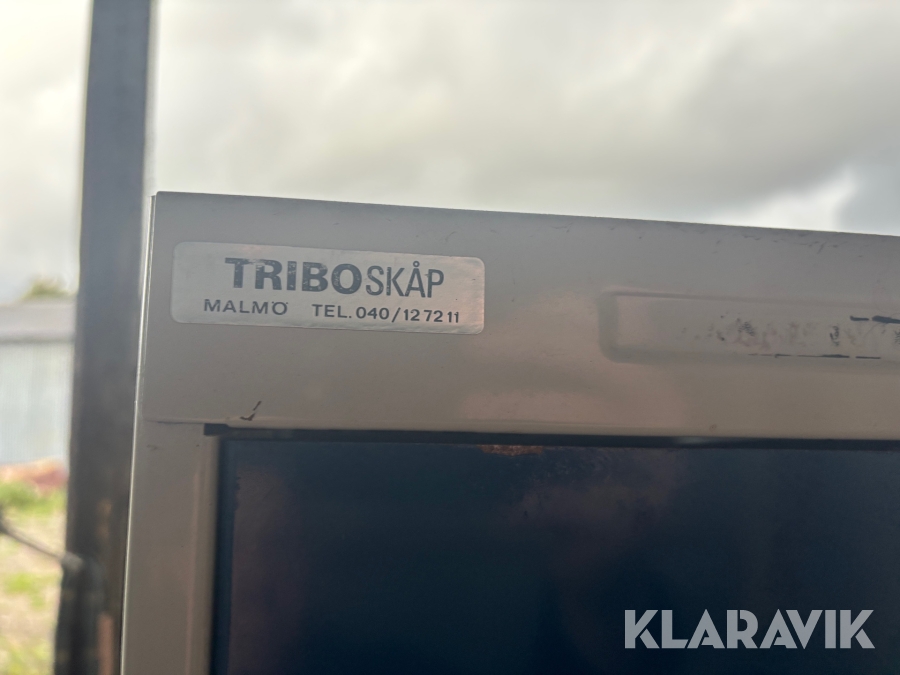 TRIBOSKÅP
MALMÖ TEL. 040/127211
KLARAVIK